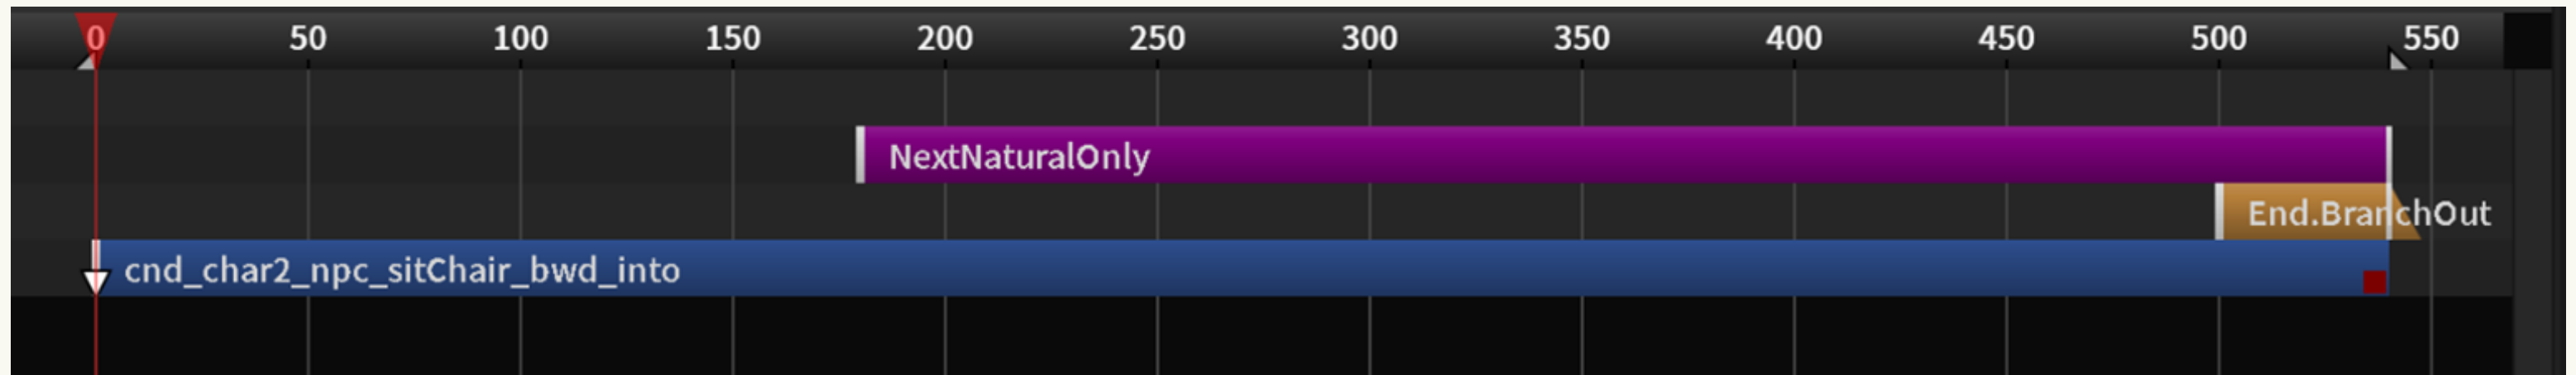 0 50 100 150 200 250 300 350 400 450 500 550
NextNaturalOnly
End.BranchOut
cnd_char2_npc_sitChair_bwd_into